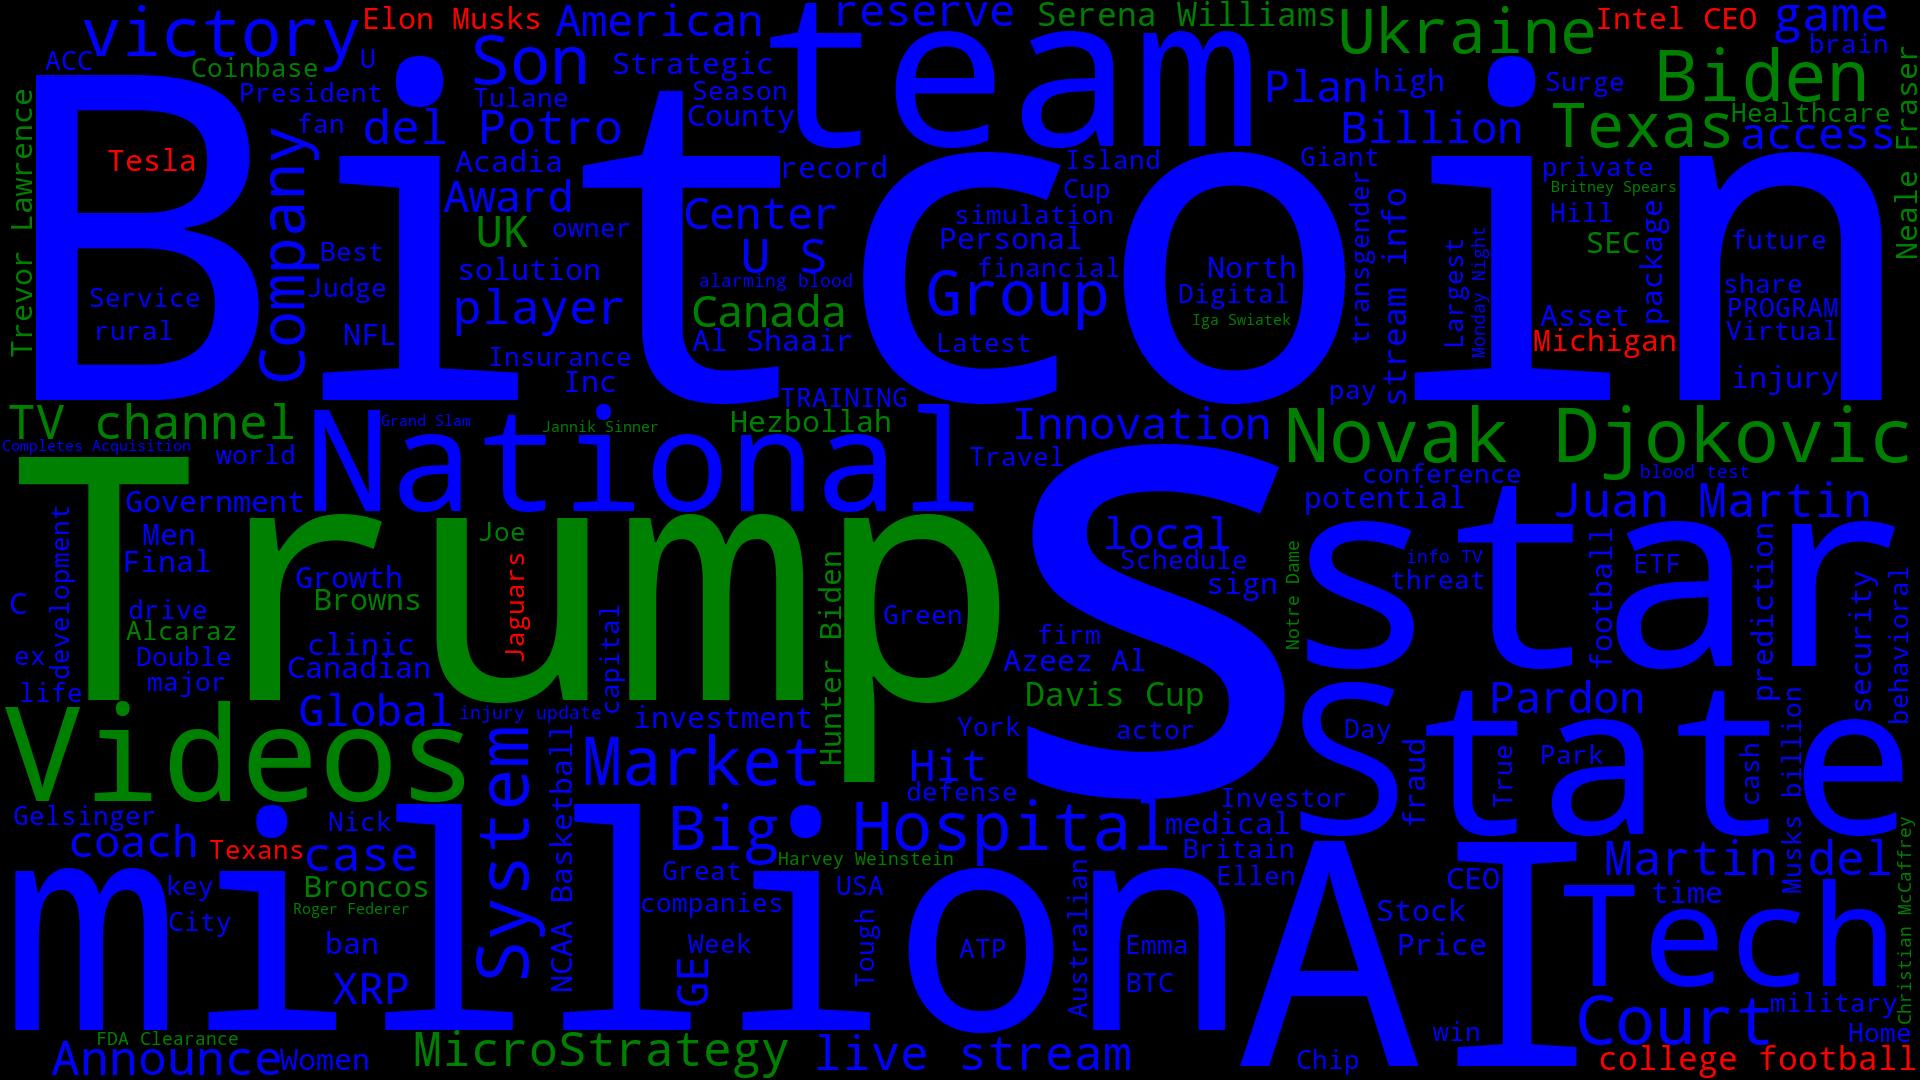 victory
Elon Musks
American
reserve
Serena Williams
Ukraine
Intel CEO
game
ACC
Coinbase
U
Son
Strategic
team
brain
President
Tulane
Season
Plan
high
Surge
Biden
Neale Fraser
fan
del Potro
County
Billion
Texas
Healthcare
access
Trevor Lawrence
Tesla
Company
Bitcoin
Acadia
record
Island
Giant
private
Award
Cup
Britney Spears
UK
owner
Center
simulation
transgender
stream info
Hill
Best
U S
Personal
SEC
package
future
Service
Judge
solution
alarming blood
financial
North
Largest
Monday Night
share
rural
NFL
player
Canada
Group
Digital
Iga Swiatek
Asset
PROGRAM
Insurance
Al Shaair
Latest
Michigan
Virtual
Inc
TRAINING
pay
injury
TV channel
Grand Slam
Jannik Sinner
Hezbollah
Innovation
Novak Djokovic
Completes Acquisition
world
National
Travel
conference
blood test
Trump
Government
S
potential
Juan Martin
development
Men
Joe
local
star
Final
Schedule
Notre Dame
info TV
football
ETF
prediction
Growth
Jaguars
sign
threat
security
behavioral
C
drive
Browns
capital
Hunter Biden
Green
Alcaraz
clinic
firm
ex
Double
Canadian
Azeez Al
life
major
Davis Cup
State
Pardon
Videos
Global
injury update
investment
York
actor
Day
System
NCAA Basketball
Market
Hit
fraud
True
Park
cash
Musks billion
defense
Investor
Gelsinger
Nick
million
Big
Hospital
medical
coach
Texans
case
Harvey Weinstein
Britain
Martin del
Christian McCaffrey
key
Broncos
Great
USA
Ellen
AI
CEO
Tech
time
Roger Federer
companies
City
Stock
ban
Week
Tough
ATP
Australian
Emma
Price
XRP
GE
BTC
Court
military
FDA Clearance
win
Home
Announce
Women
MicroStrategy
live stream
Chip
college football